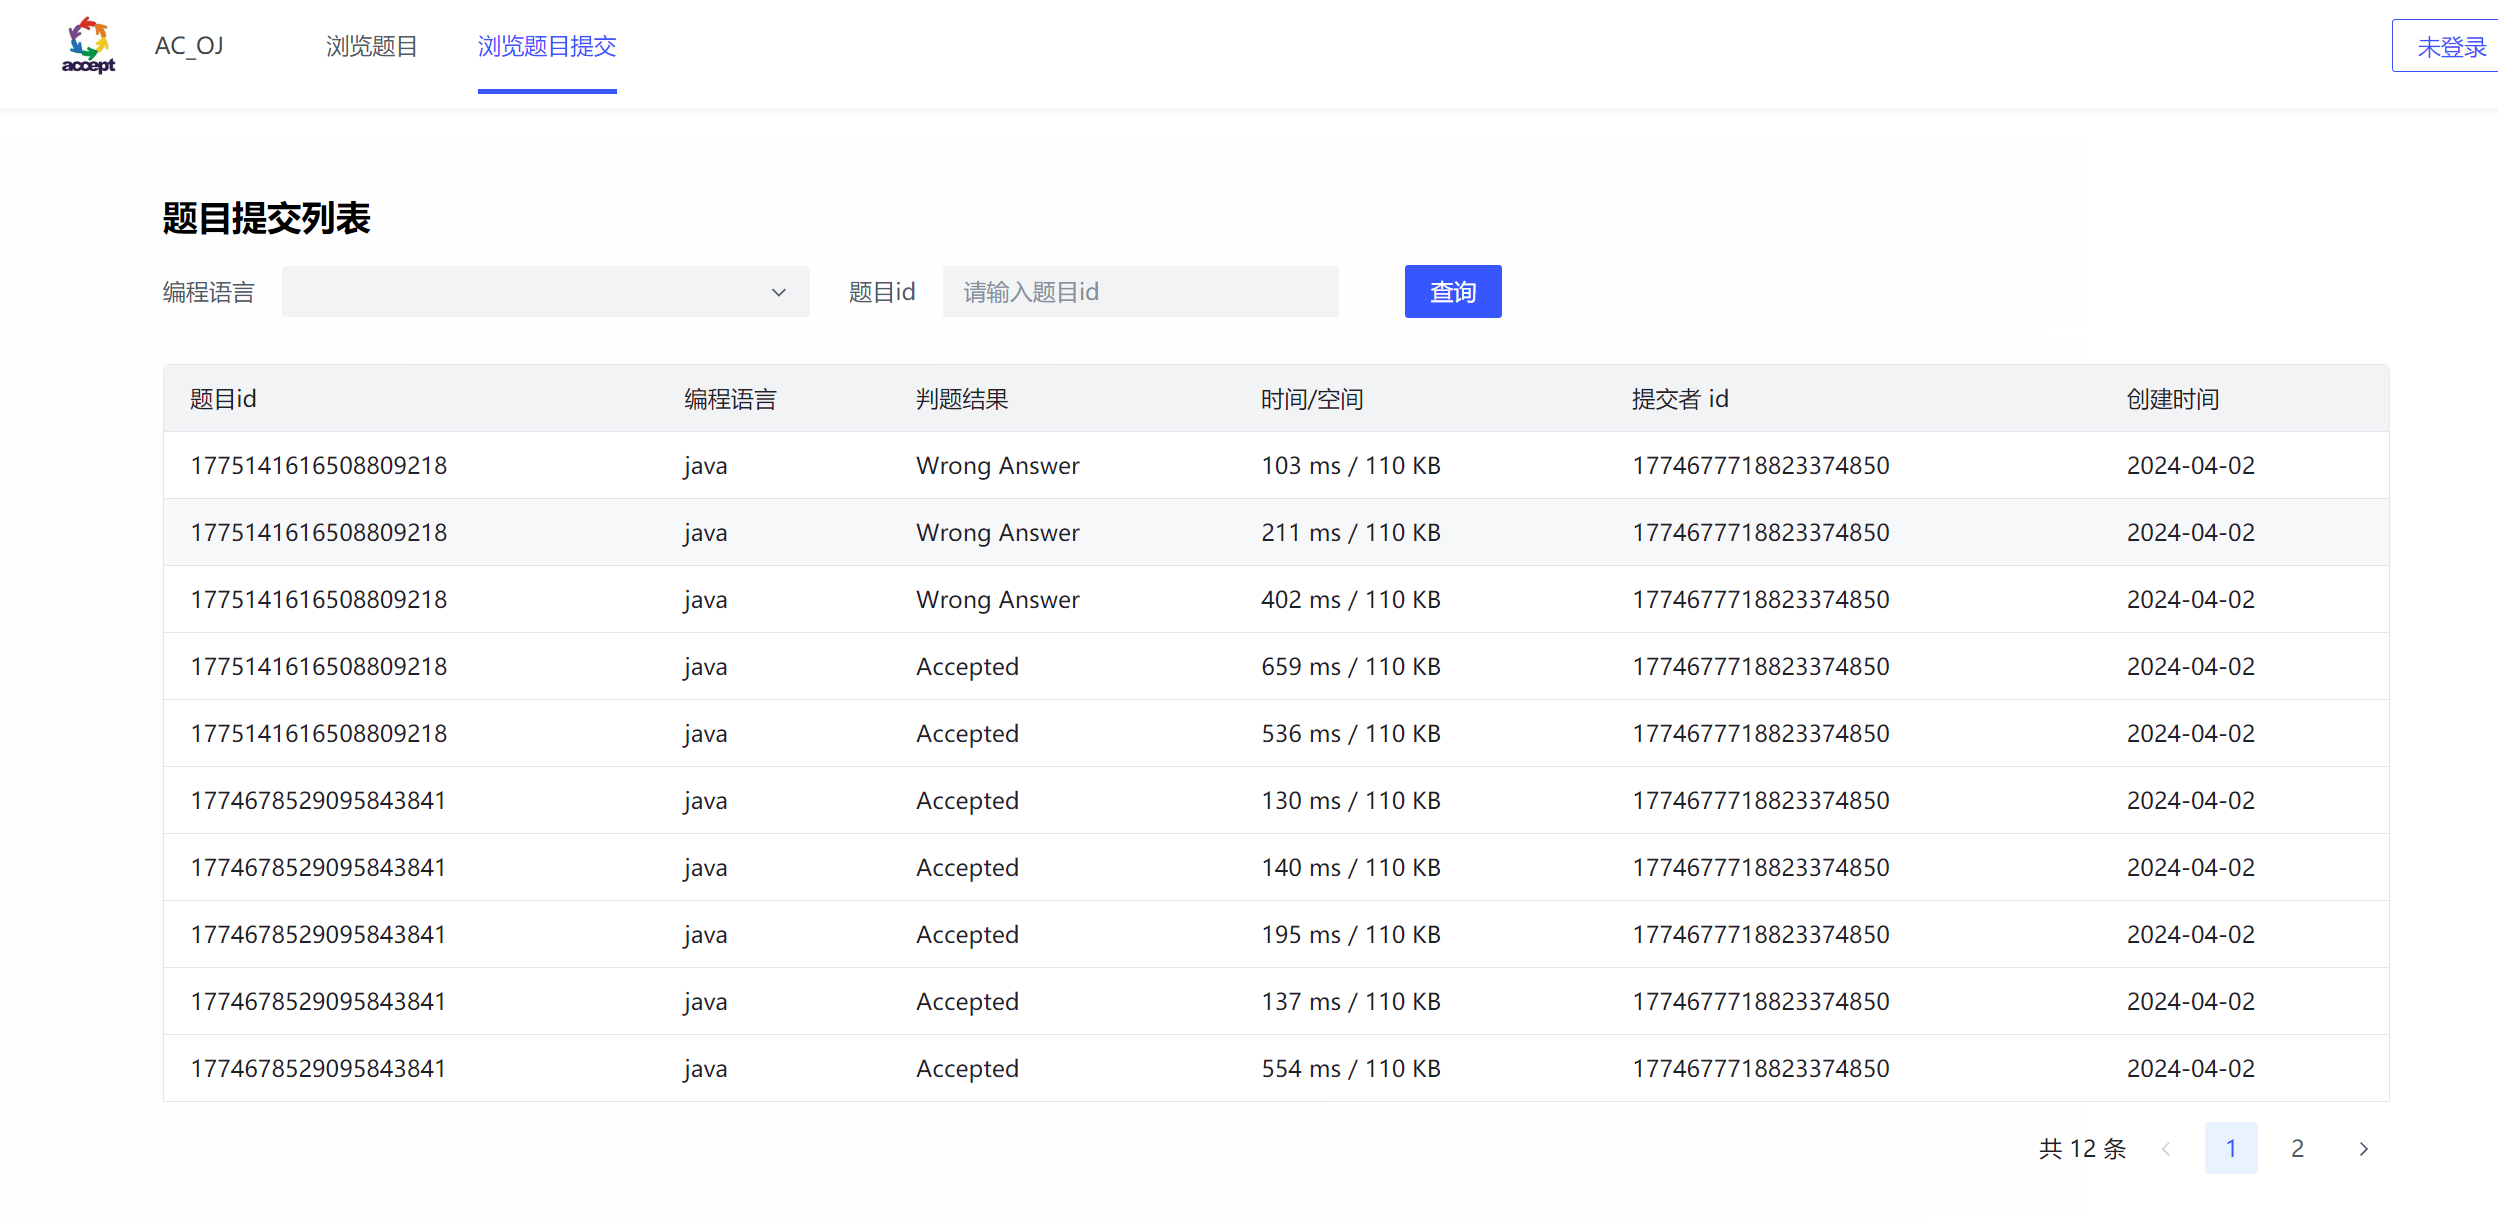 accept AC_OJ 浏览题目 浏览题目提交 未登录
题目提交列表
编程语言 题目id 请输入题目id 查询
题目id 编程语言 判题结果 时间/空间 提交者 id 创建时间
1775141616508809218 java Wrong Answer 103 ms / 110 KB 1774677718823374850 2024-04-02
1775141616508809218 java Wrong Answer 211 ms / 110 KB 1774677718823374850 2024-04-02
1775141616508809218 java Wrong Answer 402 ms / 110 KB 1774677718823374850 2024-04-02
1775141616508809218 java Accepted 659 ms / 110 KB 1774677718823374850 2024-04-02
1775141616508809218 java Accepted 536 ms / 110 KB 1774677718823374850 2024-04-02
1774678529095843841 java Accepted 130 ms / 110 KB 1774677718823374850 2024-04-02
1774678529095843841 java Accepted 140 ms / 110 KB 1774677718823374850 2024-04-02
1774678529095843841 java Accepted 195 ms / 110 KB 1774677718823374850 2024-04-02
1774678529095843841 java Accepted 137 ms / 110 KB 1774677718823374850 2024-04-02
1774678529095843841 java Accepted 554 ms / 110 KB 1774677718823374850 2024-04-02
共 12 条 1 2